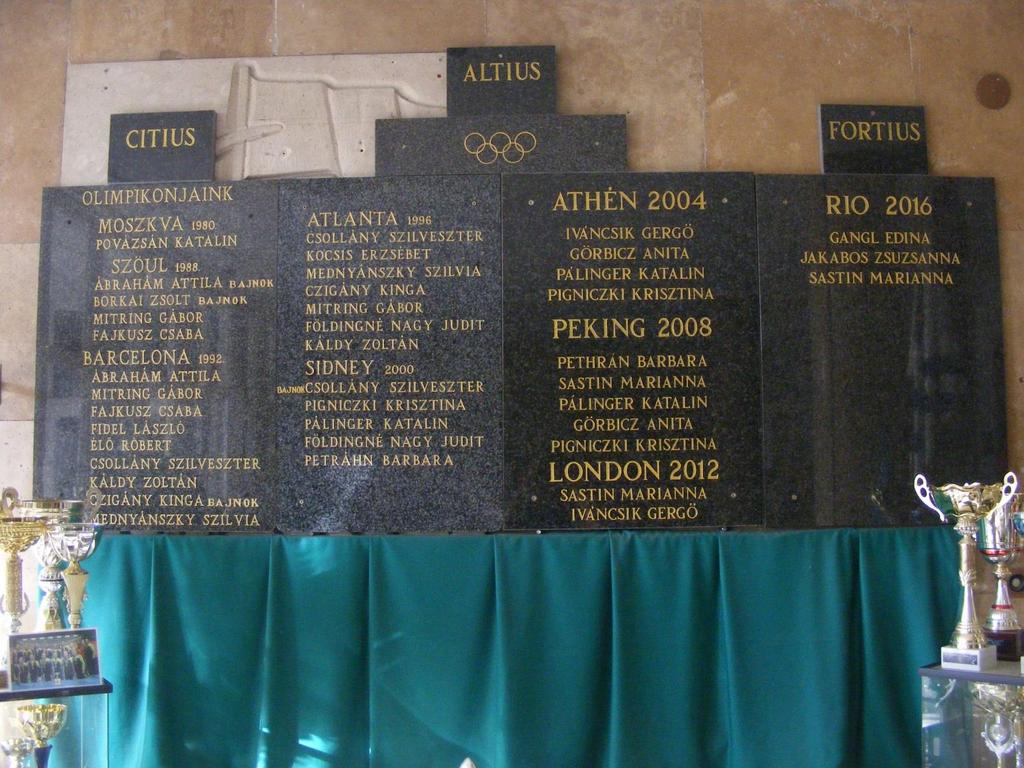 ALTIUS
CITIUS
FORTIUS
OLIMPIKONJAINK
MOSZKVA 1980
POVÁZSÁN KATALIN
SZÖUL 1988.
ÁBRAHÁM ATTILA BAJNOK
BORKAI ZSOLT BAJNOK
MITRING GÁBOR
FAJKUSZ CSABA
BARCELONA 1992.
ÁBRAHÁM ATTILA
MITRING GÁBOR
FAJKUSZ CSABA
FIDEL LÁSZLÓ
ÉLŐ RÓBERT
CSOLLÁNY SZILVESZTER
KÁLDY ZOLTÁN
CZIGÁNY KINGA BAJNOK
MEDNYÁNSZKY SZILVIA
ATLANTA 1996
CSOLLÁNY SZILVESZTER
KOCSIS ERZSÉBET
MEDNYÁNSZKY SZILVIA
CZIGÁNY KINGA
MITRING GÁBOR
FÖLDINGNÉ NAGY JUDIT
KÁLDY ZOLTÁN
SIDNEY 2000
BAJNOK CSOLLÁNY SZILVESZTER
PIGNICZKI KRISZTINA
PÁLINGER KATALIN
FÖLDINGNÉ NAGY JUDIT
PETRÁHN BARBARA
ATHÉN 2004
IVÁNCSIK GERGŐ
GÖRBICZ ANITA
PÁLINGER KATALIN
PIGNICZKI KRISZTINA
PEKING 2008
PETHRÁN BARBARA
SASTIN MARIANNA
PÁLINGER KATALIN
GÖRBICZ ANITA
PIGNICZKI KRISZTINA
LONDON 2012
SASTIN MARIANNA
IVÁNCSIK GERGŐ
RIO 2016
GANGL EDINA
JAKABOS ZSUZSANNA
SASTIN MARIANNA